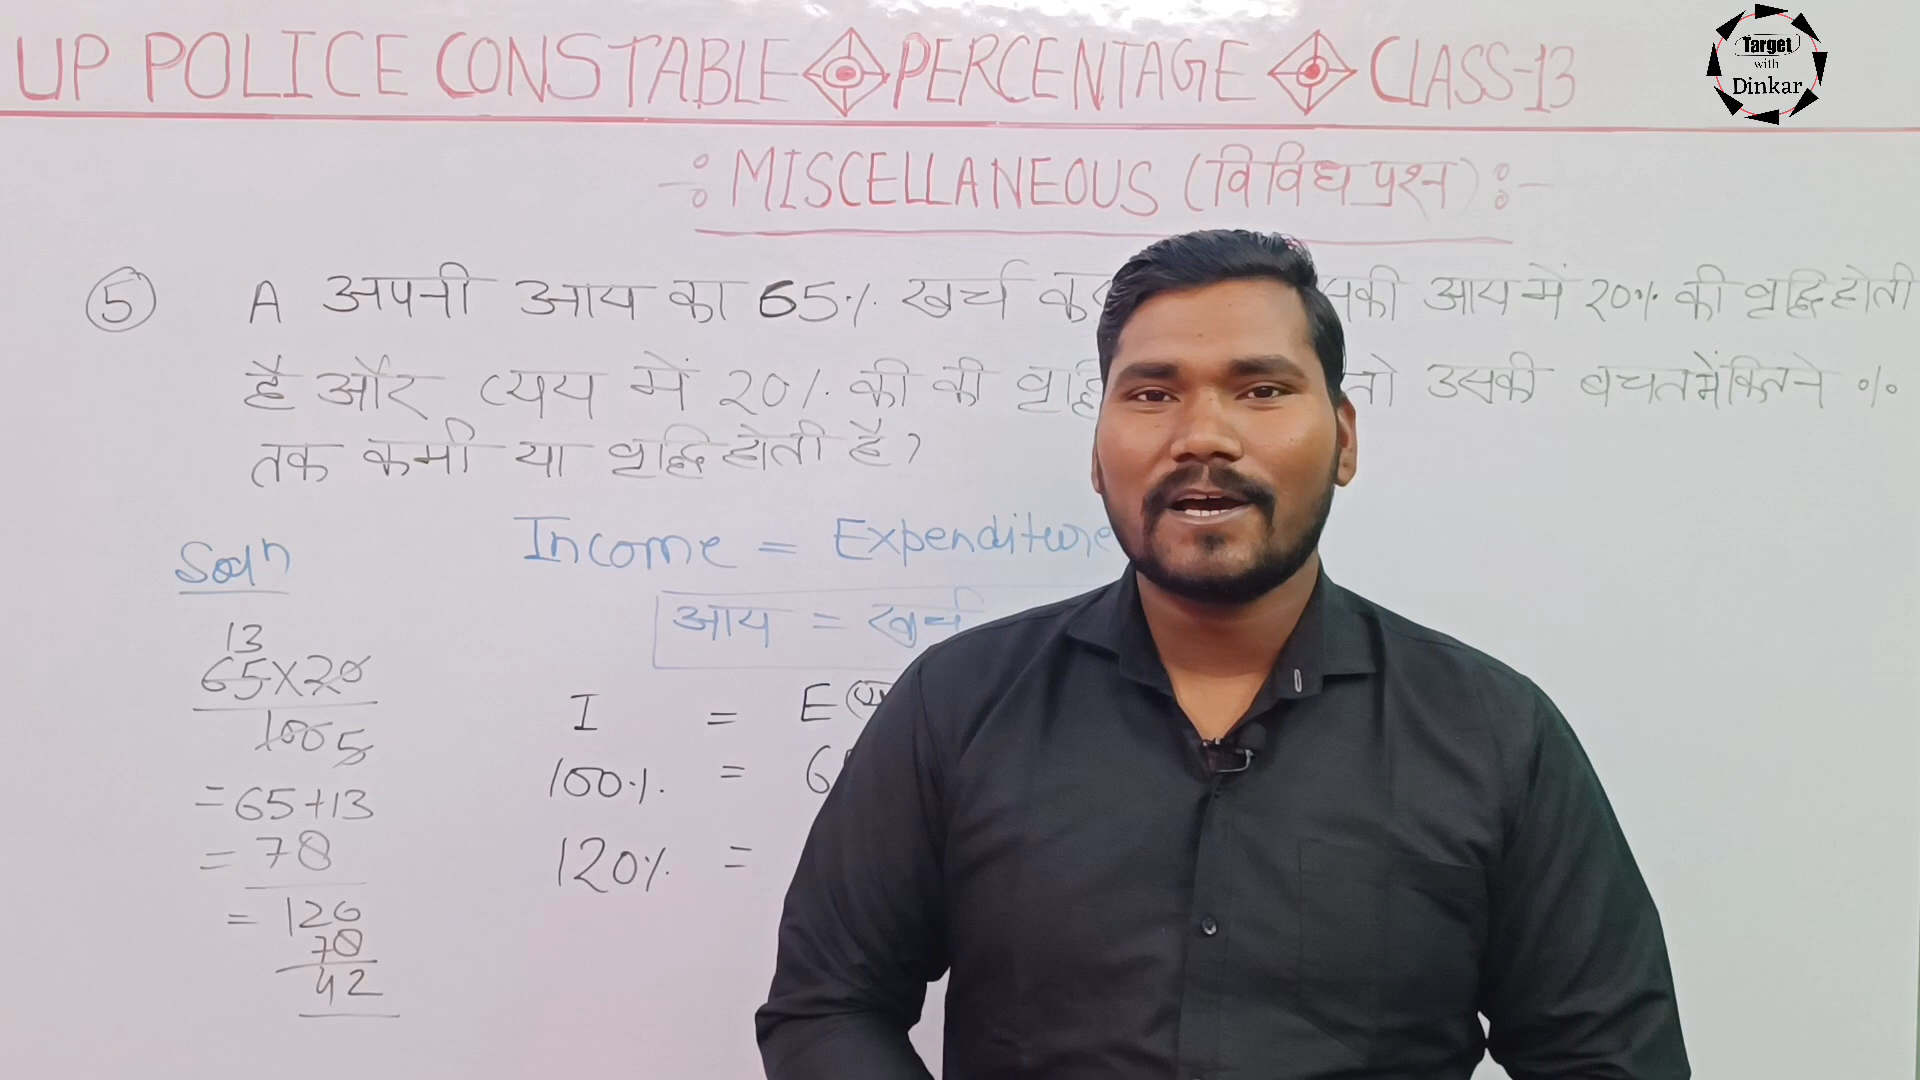 UP POLICE CONSTABLE PERCENTAGE CLASS-13
Target
with
Dinkar
-: MISCELLANEOUS (विविध प्रश्न) :-
⑤ A अपनी आय का 65% खर्च आय में 20% की वृद्धि होती
है और व्यय में 20% की की तो उसकी बचत में कितने %
तक कमी या वृद्धि होती है?
Income = Expenditure
Soln
आय = खर्च
13
65×20
100 5
I = E
100% =
= 65+13
= 78
120% =
= 120
78
42